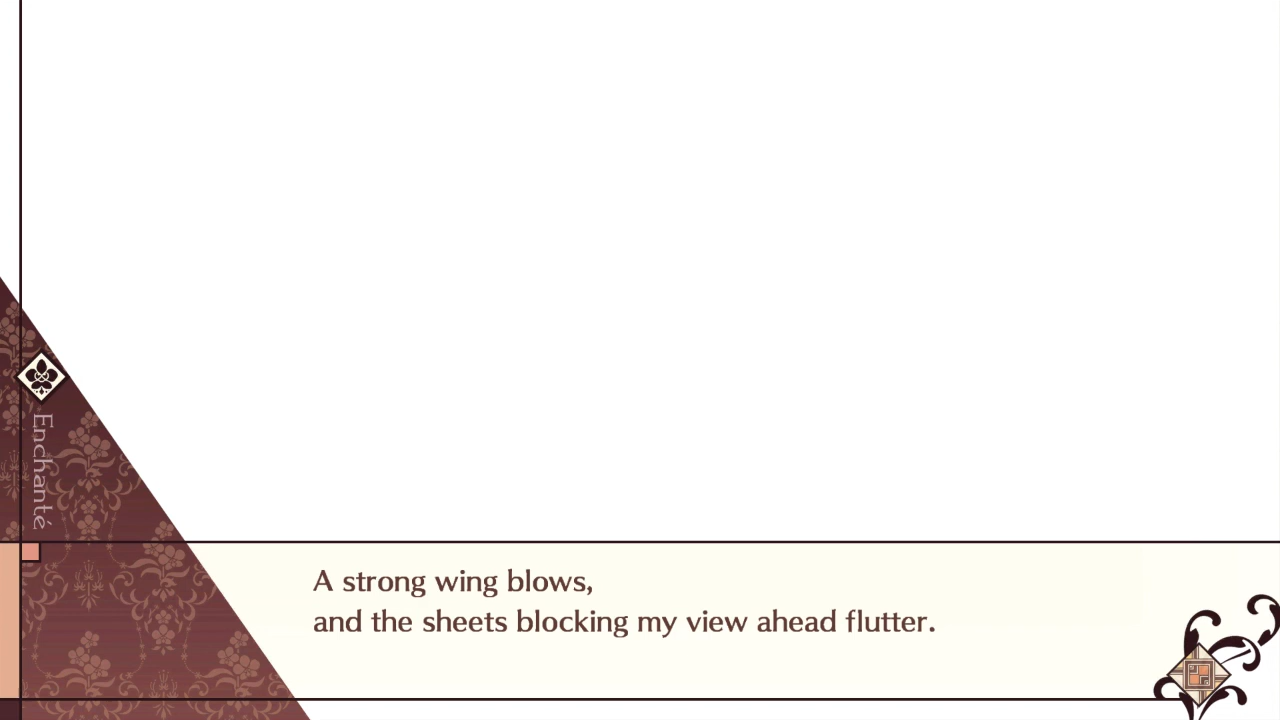 Enchanté
A strong wing blows,
and the sheets blocking my view ahead flutter.